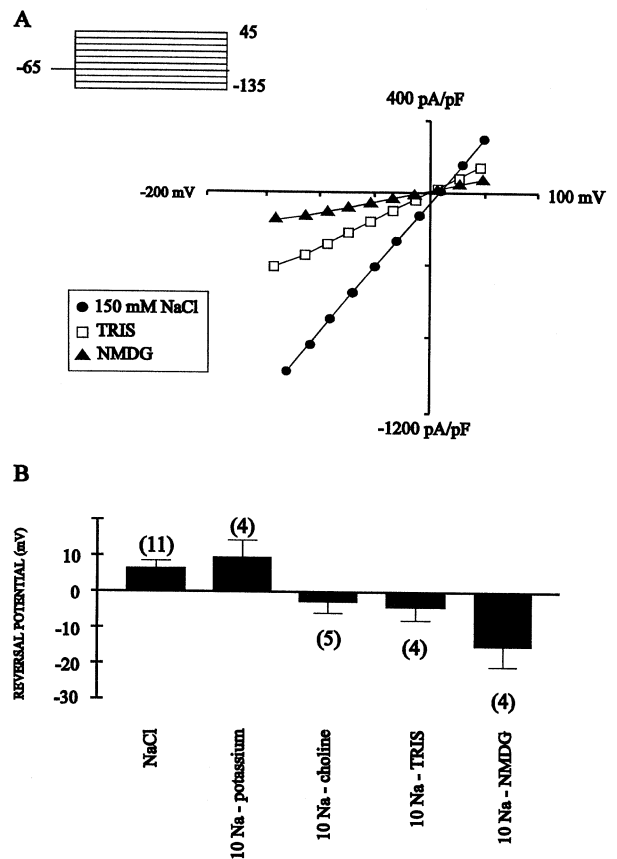 A
45
-65
-135
400 pA/pF
-200 mV
100 mV
150 mM NaCl
TRIS
NMDG
-1200 pA/pF
B
REVERSAL POTENTIAL (mV)
10
0
-10
-20
-30
(11)
(4)
(5)
(4)
(4)
NaCl
10 Na - potassium
10 Na - choline
10 Na - TRIS
10 Na - NMDG